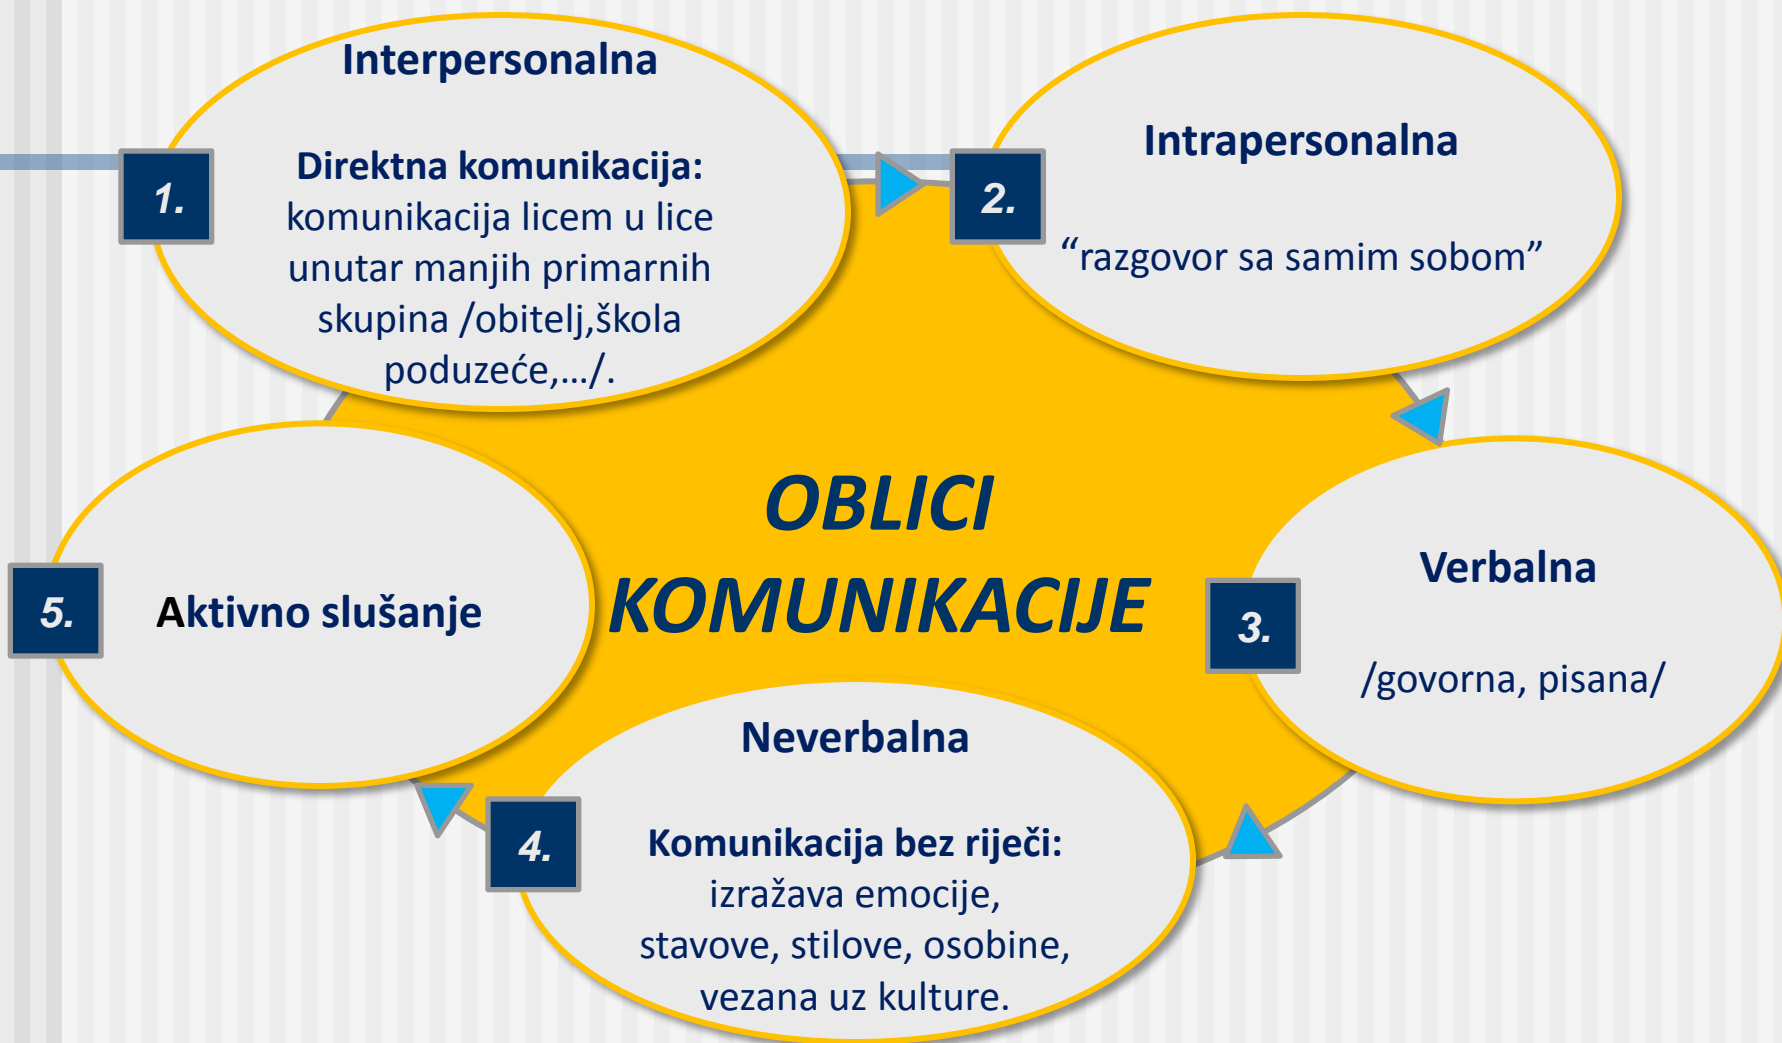 Interpersonalna
1.
Direktna komunikacija:
komunikacija licem u lice
unutar manjih primarnih
skupina /obitelj,škola
poduzeće,.../.
2.
Intrapersonalna
“razgovor sa samim sobom”
OBLICI
KOMUNIKACIJE
3.
Verbalna
/govorna, pisana/
4.
Neverbalna
Komunikacija bez riječi:
izražava emocije,
stavove, stilove, osobine,
vezana uz kulture.
5.
Aktivno slušanje